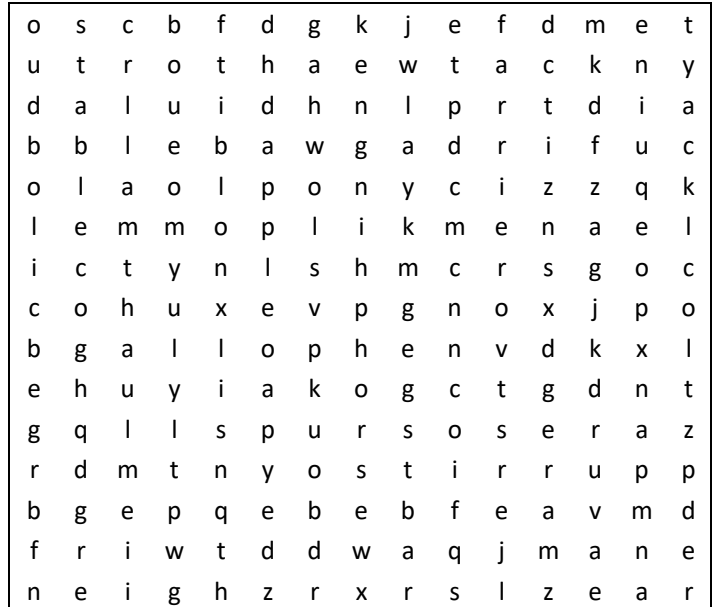 o s c b f d g k j e f d m e t
u t r o t h a e w t a c k n y
d a l u i d h n l p r t d i a
b b l e b a w g a d r i f u c
o l a o l p o n y c i z z q k
l e m m o p l i k m e n a e l
i c t y n l s h m c r s g o c
c o h u x e v p g n o x j p o
b g a l l o p h e n v d k x l
e h u y i a k o g c t g d n t
g q l l s p u r s o s e r a z
r d m t n y o s t i r r u p p
b g e p q e b e b f e a v m d
f r i w t d d w a q j m a n e
n e i g h z r x r s l z e a r